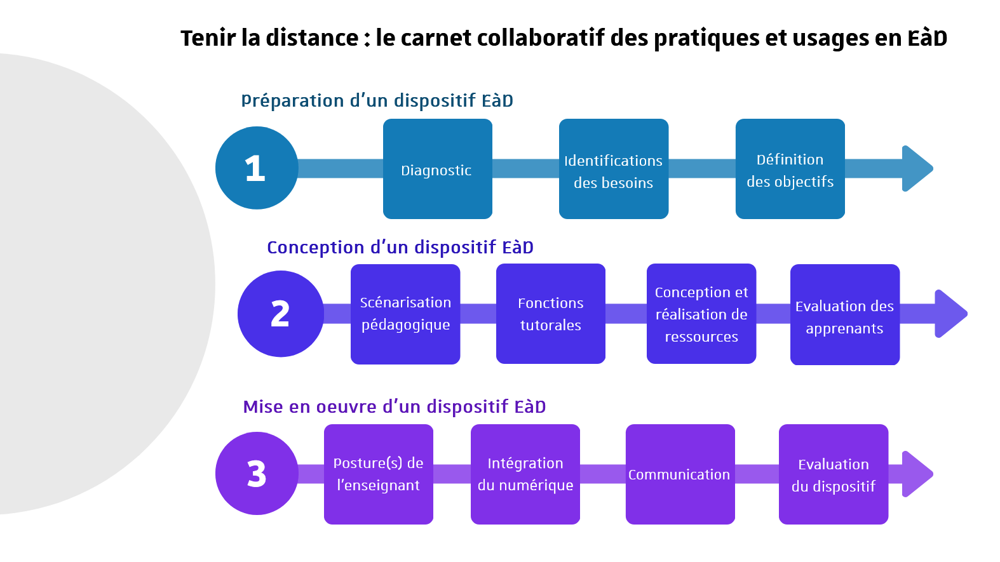 Tenir la distance : le carnet collaboratif des pratiques et usages en EàD
Préparation d'un dispositif EàD
1
Diagnostic
Identifications
des besoins
Définition
des objectifs
Conception d'un dispositif EàD
2
Scénarisation
pédagogique
Fonctions
tutorales
Conception et
réalisation de
ressources
Evaluation des
apprenants
Mise en oeuvre d'un dispositif EàD
3
Posture(s) de
l'enseignant
Intégration
du numérique
Communication
Evaluation
du dispositif